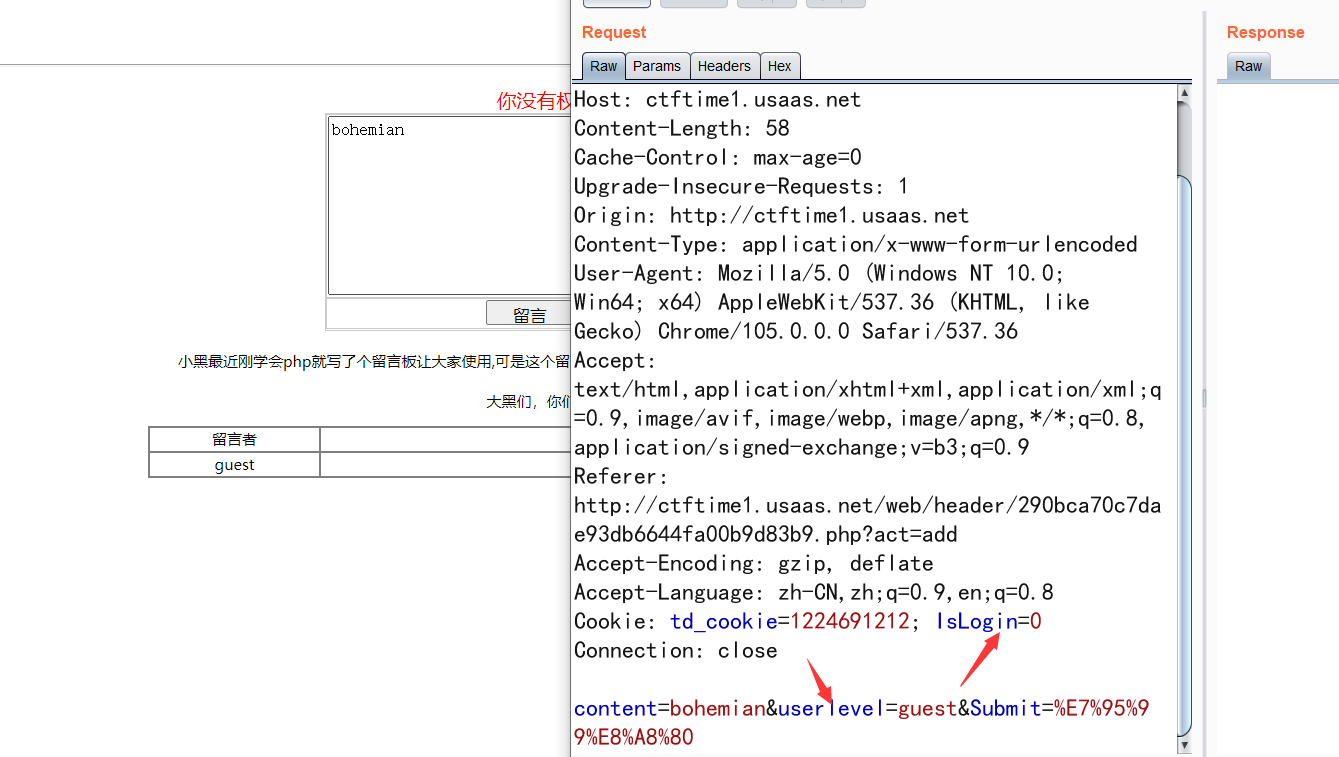 Request
Response
Raw
Params
Headers
Hex
Raw
你没有权
bohemian
留言
小黑最近刚学会php就写了个留言板让大家使用,可是这个留
大黑们，你们
留言者
guest
Host: ctftime1.usaas.net
Content-Length: 58
Cache-Control: max-age=0
Upgrade-Insecure-Requests: 1
Origin: http://ctftime1.usaas.net
Content-Type: application/x-www-form-urlencoded
User-Agent: Mozilla/5.0 (Windows NT 10.0;
Win64; x64) AppleWebKit/537.36 (KHTML, like
Gecko) Chrome/105.0.0.0 Safari/537.36
Accept:
text/html,application/xhtml+xml,application/xml;q
=0.9,image/avif,image/webp,image/apng,*/*;q=0.8,
application/signed-exchange;v=b3;q=0.9
Referer:
http://ctftime1.usaas.net/web/header/290bca70c7da
e93db6644fa00b9d83b9.php?act=add
Accept-Encoding: gzip, deflate
Accept-Language: zh-CN,zh;q=0.9,en;q=0.8
Cookie: td_cookie=1224691212; IsLogin=0
Connection: close
content=bohemian&userlevel=guest&Submit=%E7%95%9
9%E8%A8%80